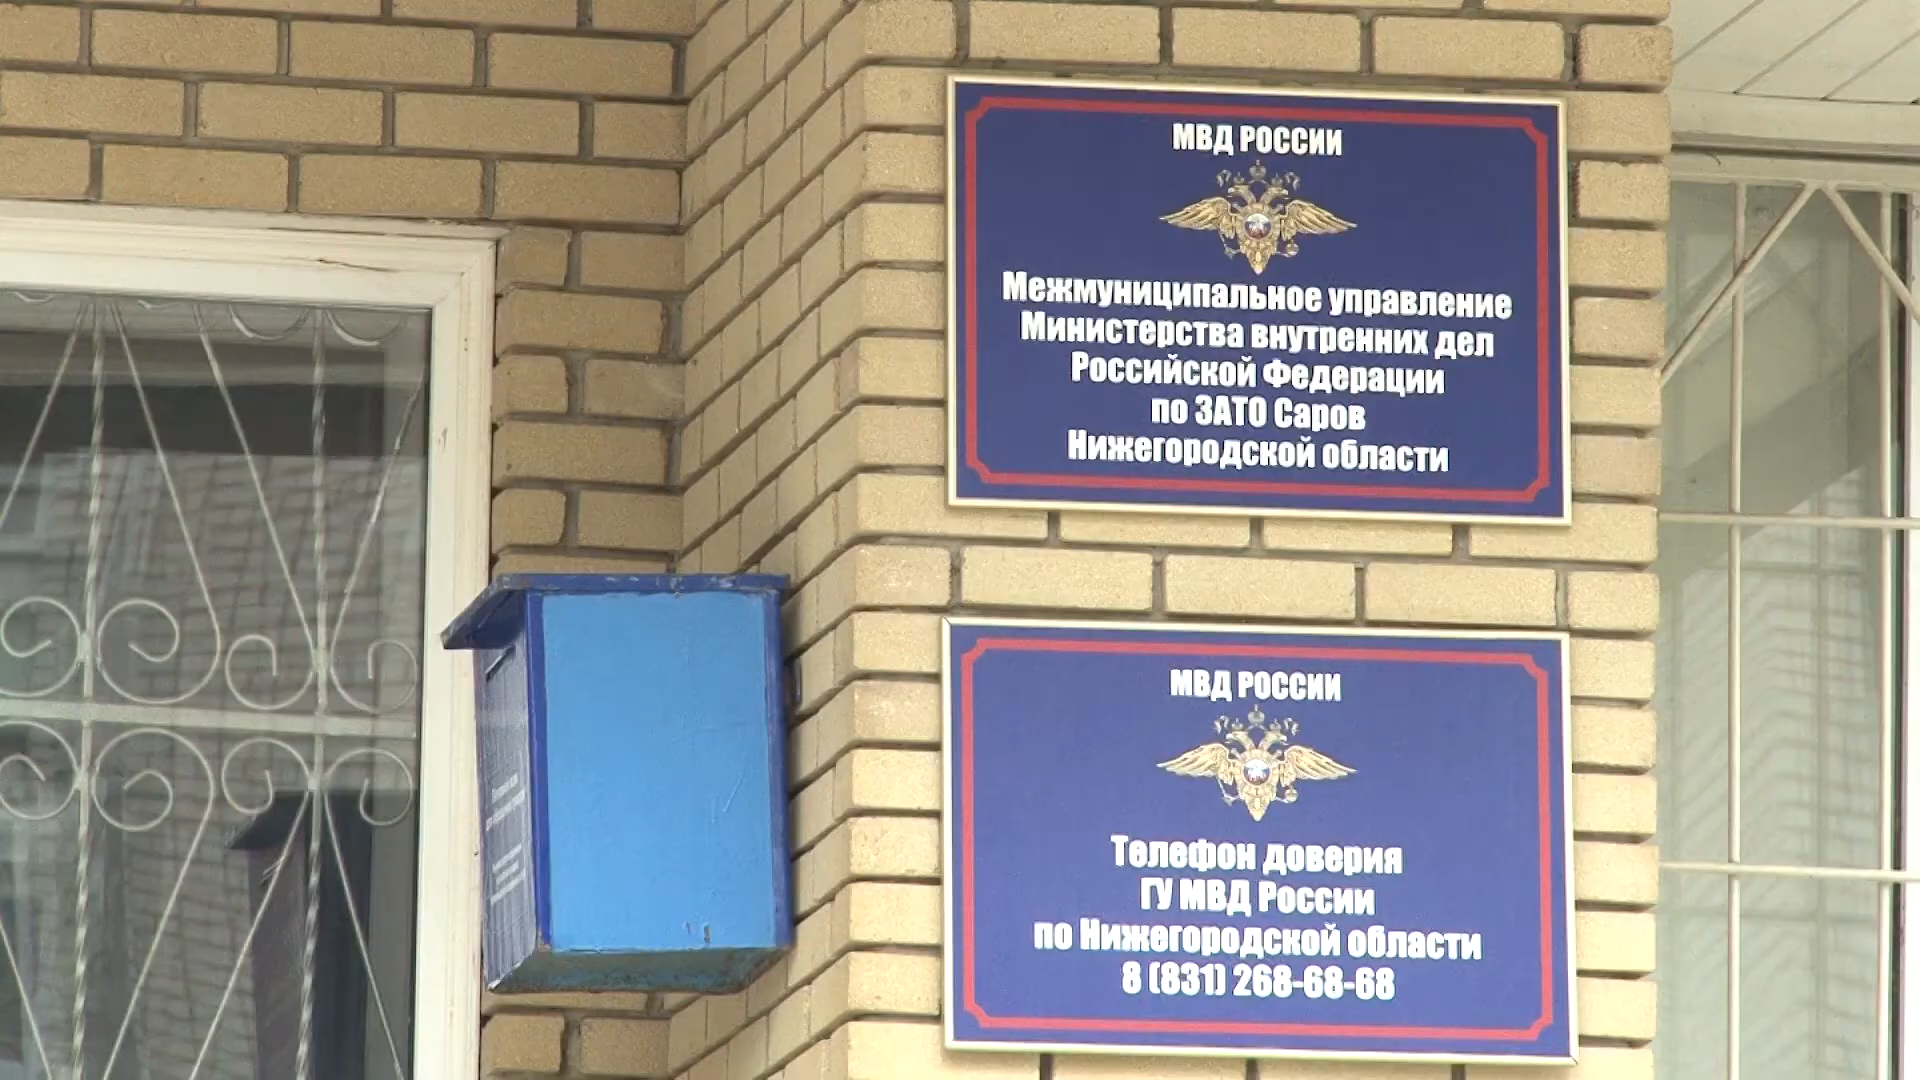 МВД РОССИИ
Межмуниципальное управление
Министерства внутренних дел
Российской Федерации
по ЗАТО Саров
Нижегородской области
МВД РОССИИ
Телефон доверия
ГУ МВД России
по Нижегородской области
8 (831) 268-68-68